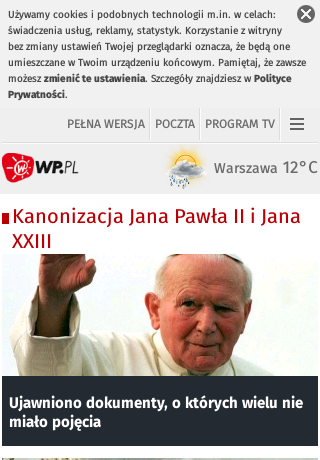 Używamy cookies i podobnych technologii m.in. w celach:
świadczenia usług, reklamy, statystyk. Korzystanie z witryny
bez zmiany ustawień Twojej przeglądarki oznacza, że będą one
umieszczane w Twoim urządzeniu końcowym. Pamiętaj, że zawsze
możesz zmienić te ustawienia. Szczegóły znajdziesz w Polityce
Prywatności.
PEŁNA WERSJA POCZTA PROGRAM TV
WP.PL Warszawa 12°C
Kanonizacja Jana Pawła II i Jana
XXIII
Ujawniono dokumenty, o których wielu nie
miało pojęcia